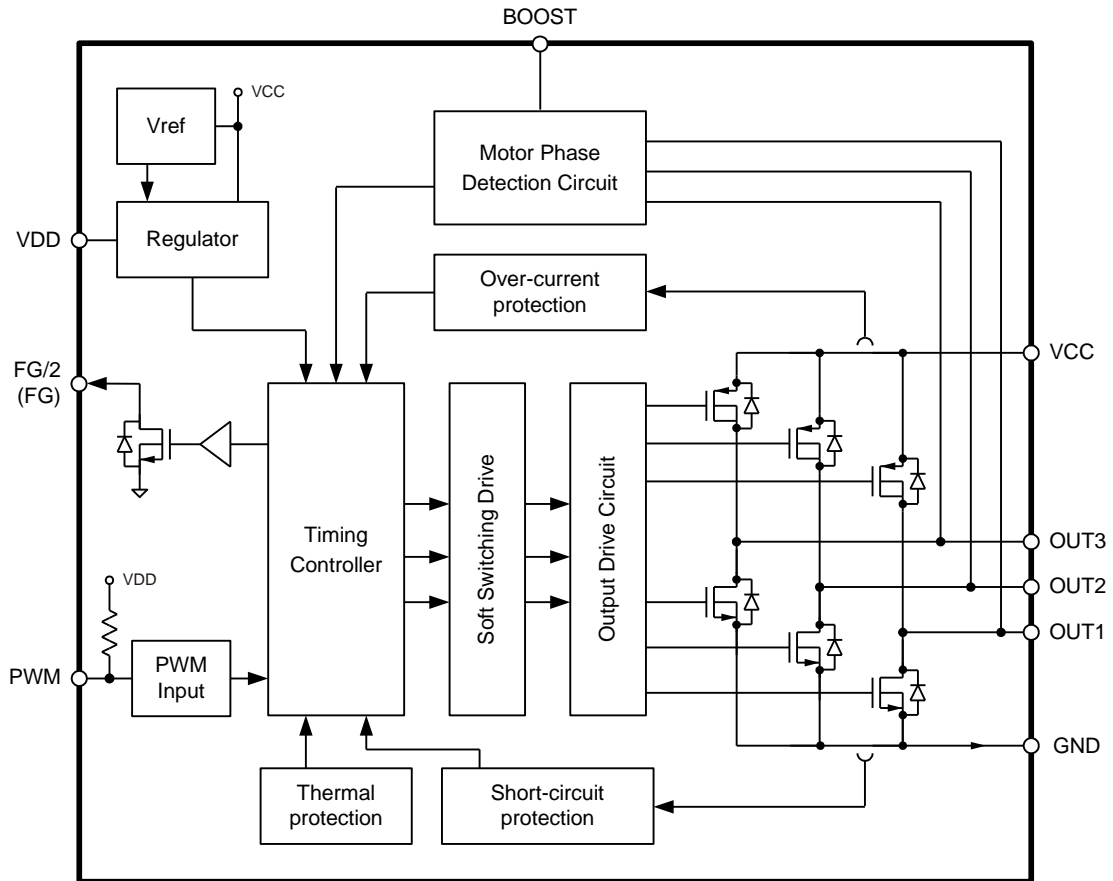 BOOST
VCC
Vref
Motor Phase
Detection Circuit
VDD
Regulator
Over-current
protection
VCC
FG/2
(FG)
Timing
Controller
Soft Switching Drive
Output Drive Circuit
OUT3
VDD
OUT2
OUT1
PWM
PWM
Input
GND
Thermal
protection
Short-circuit
protection